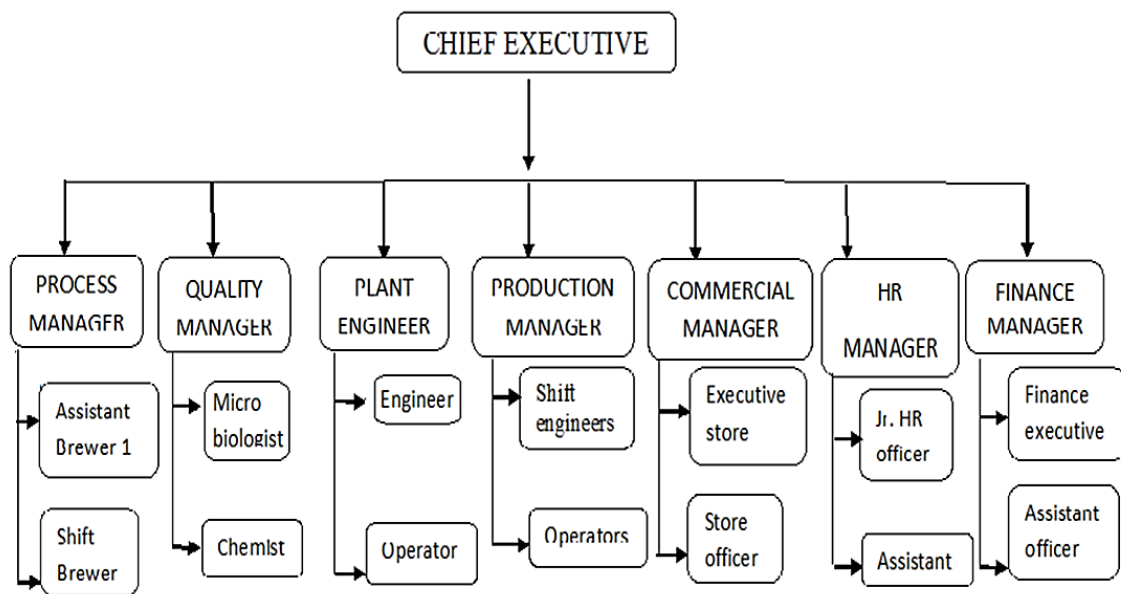 CHIEF EXECUTIVE
PROCESS
MANAGER
QUALITY
MANAGER
PLANT
ENGINEER
PRODUCTION
MANAGER
COMMERCIAL
MANAGER
HR
MANAGER
FINANCE
MANAGER
Assistant
Brewer 1
Micro
biologist
Engineer
Shift
engineers
Executive
store
Jr. HR
officer
Finance
executive
Shift
Brewer
Chemist
Operator
Operators
Store
officer
Assistant
Assistant
officer